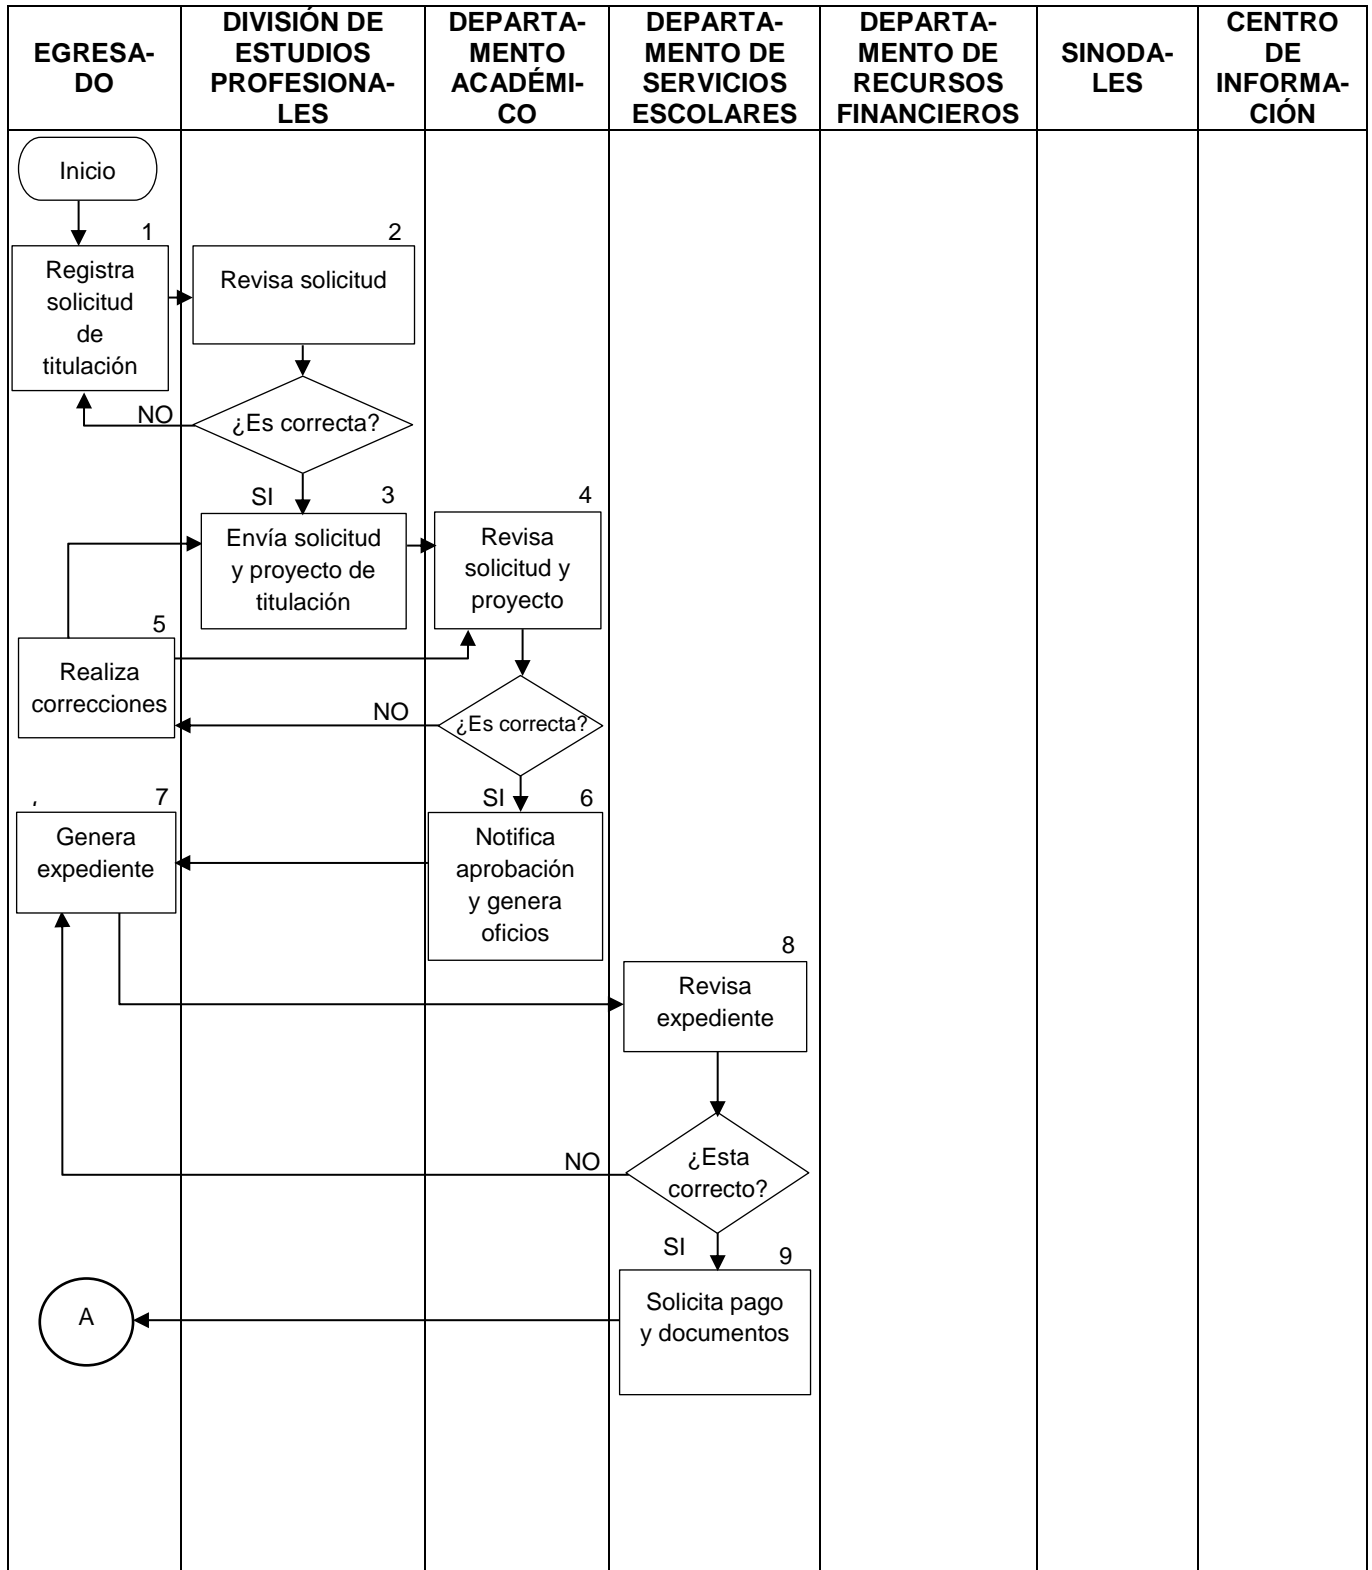 EGRESA-
DO
DIVISIÓN DE
ESTUDIOS
PROFESIONA-
LES
DEPARTA-
MENTO
ACADÉMI-
CO
DEPARTA-
MENTO DE
SERVICIOS
ESCOLARES
DEPARTA-
MENTO DE
RECURSOS
FINANCIEROS
SINODA-
LES
CENTRO
DE
INFORMA-
CIÓN
Inicio
1
Registra
solicitud
de
titulación
2
Revisa solicitud
¿Es correcta?
NO
SI
3
Envía solicitud
y proyecto de
titulación
4
Revisa
solicitud y
proyecto
5
Realiza
correcciones
¿Es correcta?
NO
SI
6
Notifica
aprobación
y genera
oficios
7
Genera
expediente
8
Revisa
expediente
¿Esta
correcto?
NO
SI
9
Solicita pago
y documentos
A